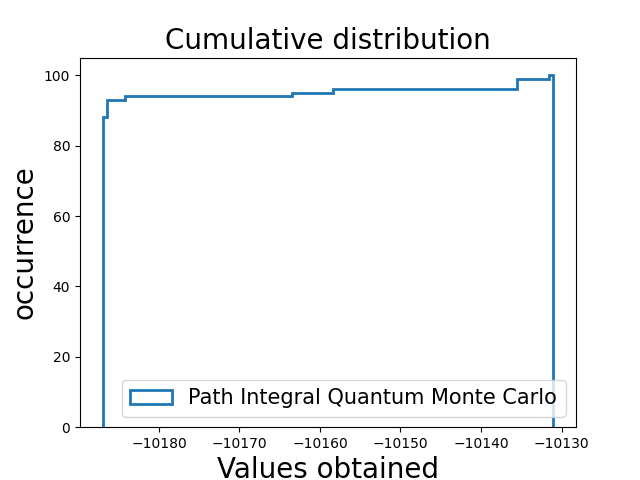 Cumulative distribution
occurrence
100
80
60
40
20
0
Path Integral Quantum Monte Carlo
−10180 −10170 −10160 −10150 −10140 −10130
Values obtained